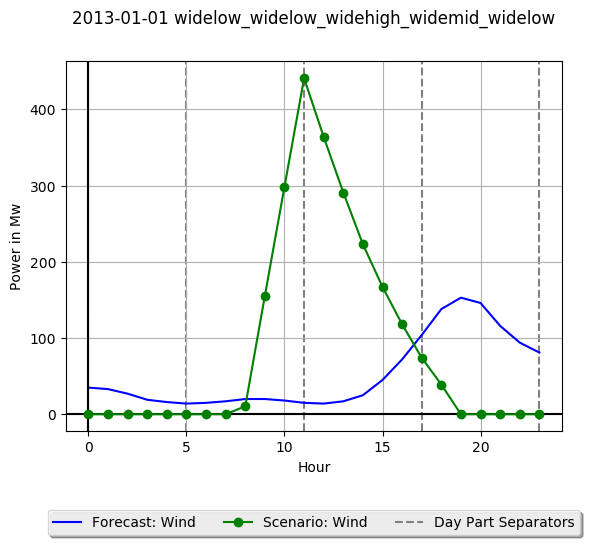 2013-01-01 widelow_widelow_widehigh_widemid_widelow
Power in Mw
400
300
200
100
0
0 5 10 15 20
Hour
Forecast: Wind Scenario: Wind Day Part Separators